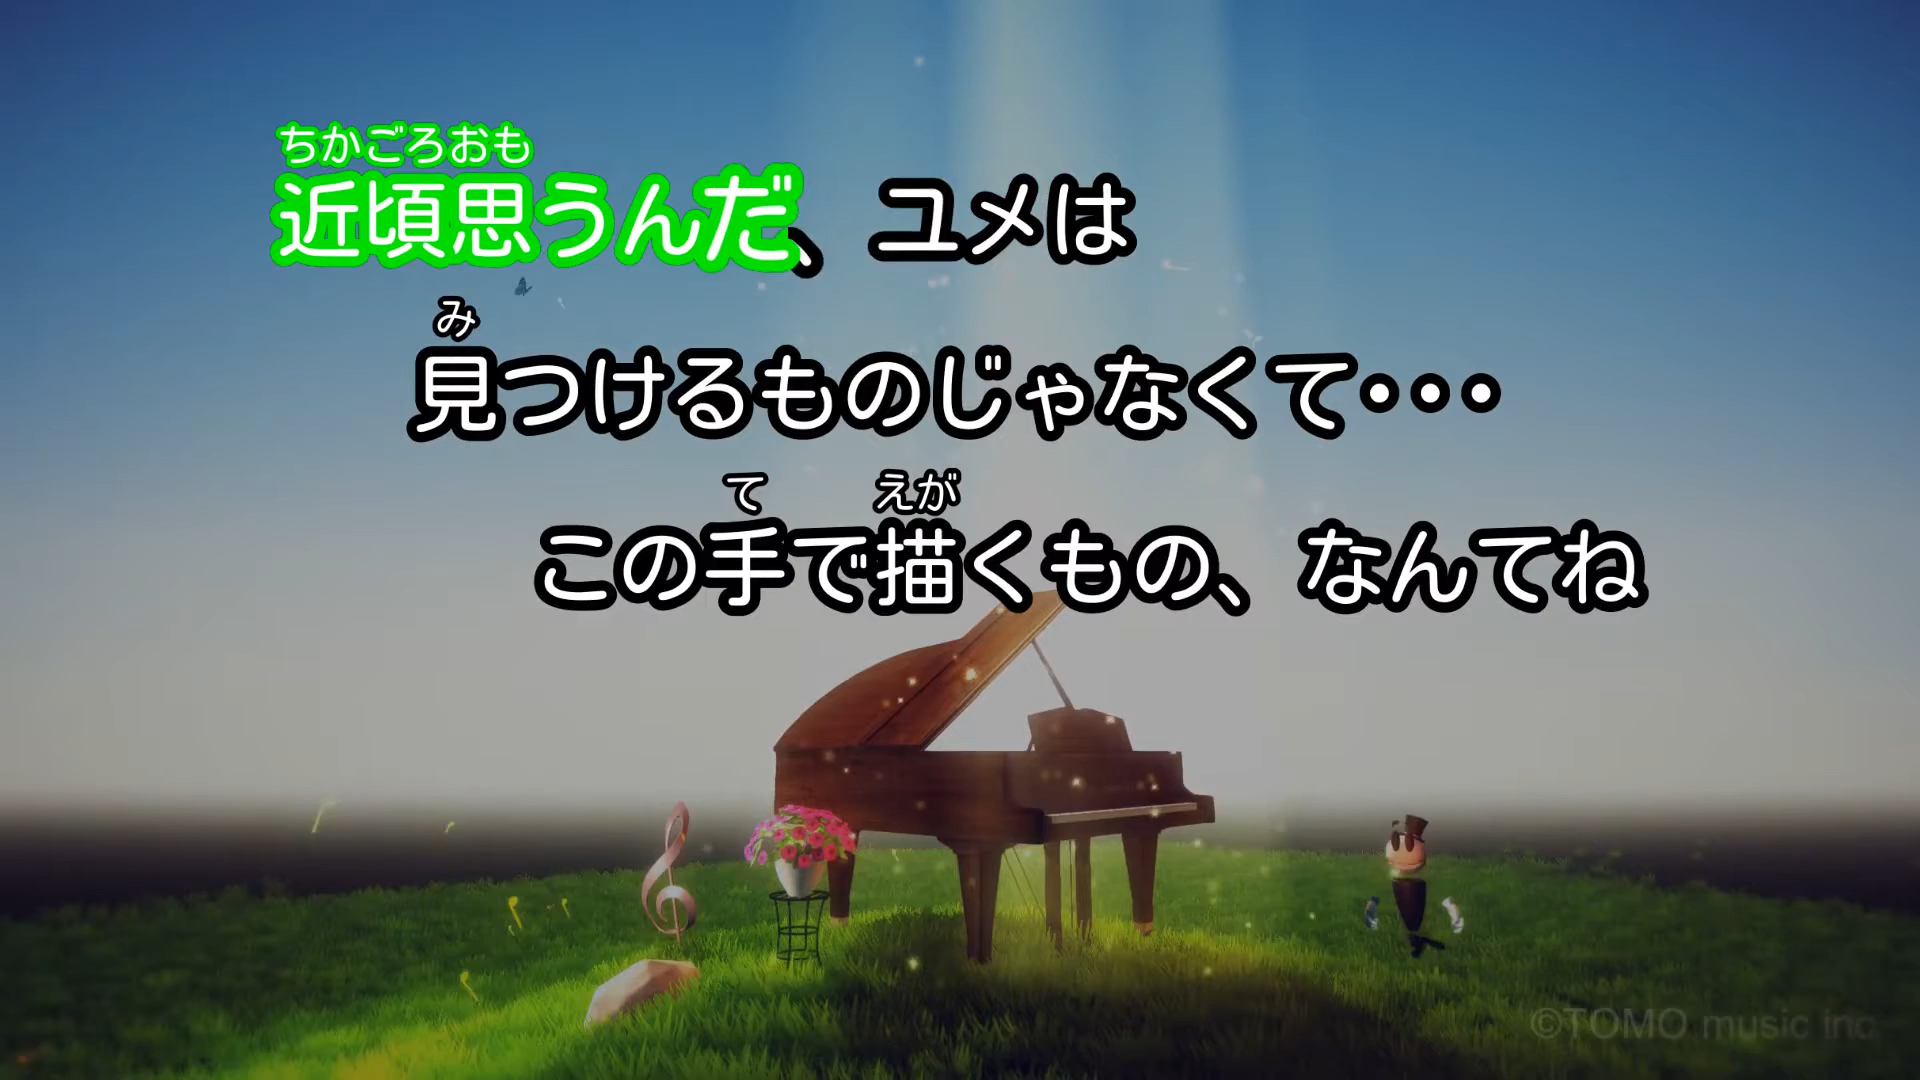 ちかごろおも
近頃思うんだ、ユメは
み
見つけるものじゃなくて・・・
て えが
この手で描くもの、なんてね
©TOMO music inc